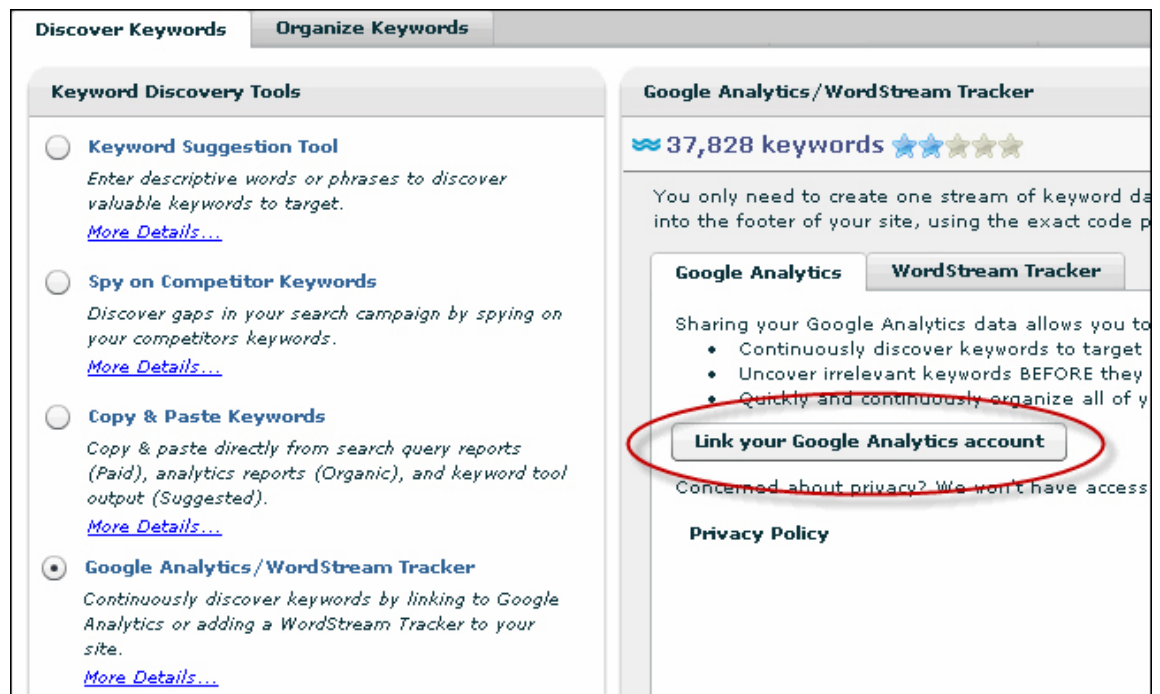 Discover Keywords
Organize Keywords
Keyword Discovery Tools
Keyword Suggestion Tool
Enter descriptive words or phrases to discover
valuable keywords to target.
More Details...
Spy on Competitor Keywords
Discover gaps in your search campaign by spying on
your competitors keywords.
More Details...
Copy & Paste Keywords
Copy & paste directly from search query reports
(Paid), analytics reports (Organic), and keyword tool
output (Suggested).
More Details...
Google Analytics/WordStream Tracker
Continuously discover keywords by linking to Google
Analytics or adding a WordStream Tracker to your
site.
More Details...
Google Analytics/WordStream Tracker
37,828 keywords
You only need to create one stream of keyword da
into the footer of your site, using the exact code p
Google Analytics
WordStream Tracker
Sharing your Google Analytics data allows you to
• Continuously discover keywords to target
• Uncover irrelevant keywords BEFORE they
• Quickly and continuously organize all of y
Link your Google Analytics account
Concerned about privacy? We won't have access
Privacy Policy